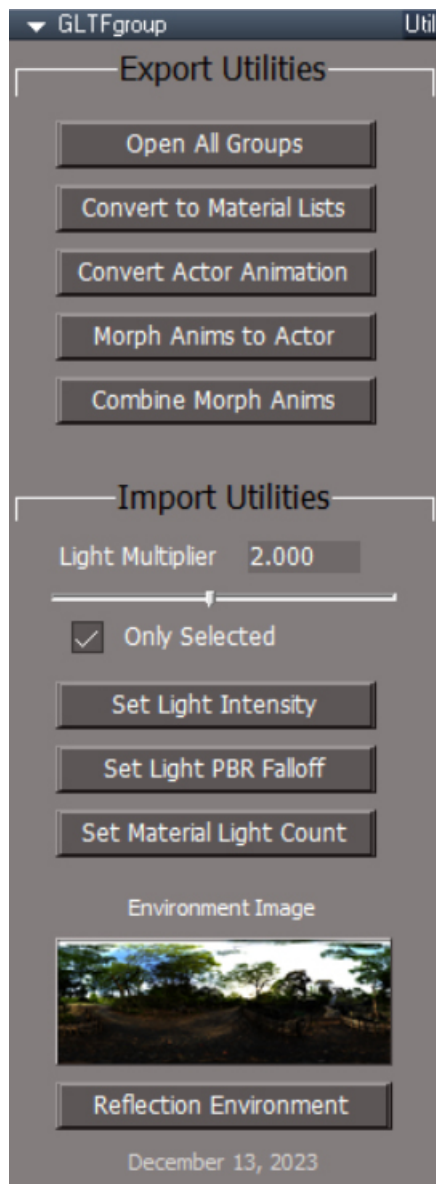 GLTFgroup Util
Export Utilities
Open All Groups
Convert to Material Lists
Convert Actor Animation
Morph Anims to Actor
Combine Morph Anims
Import Utilities
Light Multiplier 2.000
Only Selected
Set Light Intensity
Set Light PBR Falloff
Set Material Light Count
Environment Image
Reflection Environment
December 13, 2023